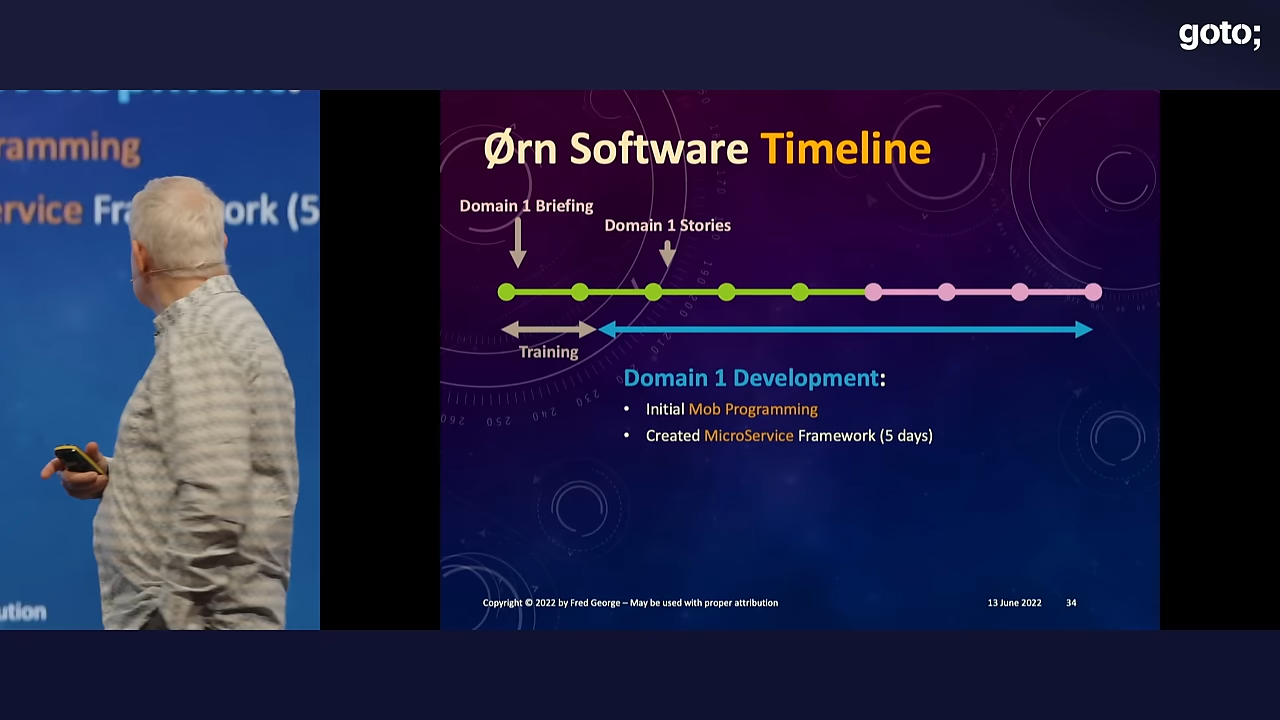 goto;
ramming
ervice Fra ork (5
ution
Ørn Software Timeline
Domain 1 Briefing
Domain 1 Stories
Training
Domain 1 Development:
• Initial Mob Programming
• Created MicroService Framework (5 days)
Copyright © 2022 by Fred George – May be used with proper attribution
13 June 2022 34